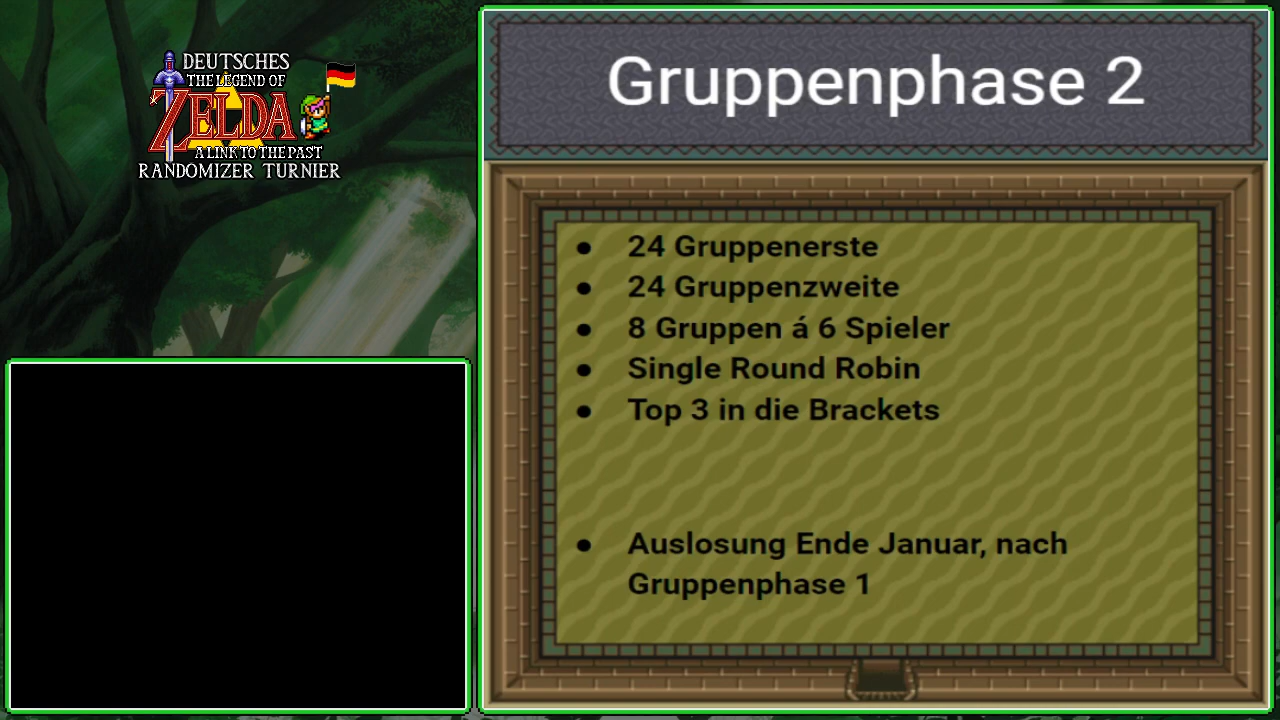 DEUTSCHES
THE LEGEND OF
ZELDA
A LINK TO THE PAST
RANDOMIZER TURNIER
Gruppenphase 2
• 24 Gruppenerste
• 24 Gruppenzweite
• 8 Gruppen á 6 Spieler
• Single Round Robin
• Top 3 in die Brackets
• Auslosung Ende Januar, nach
Gruppenphase 1